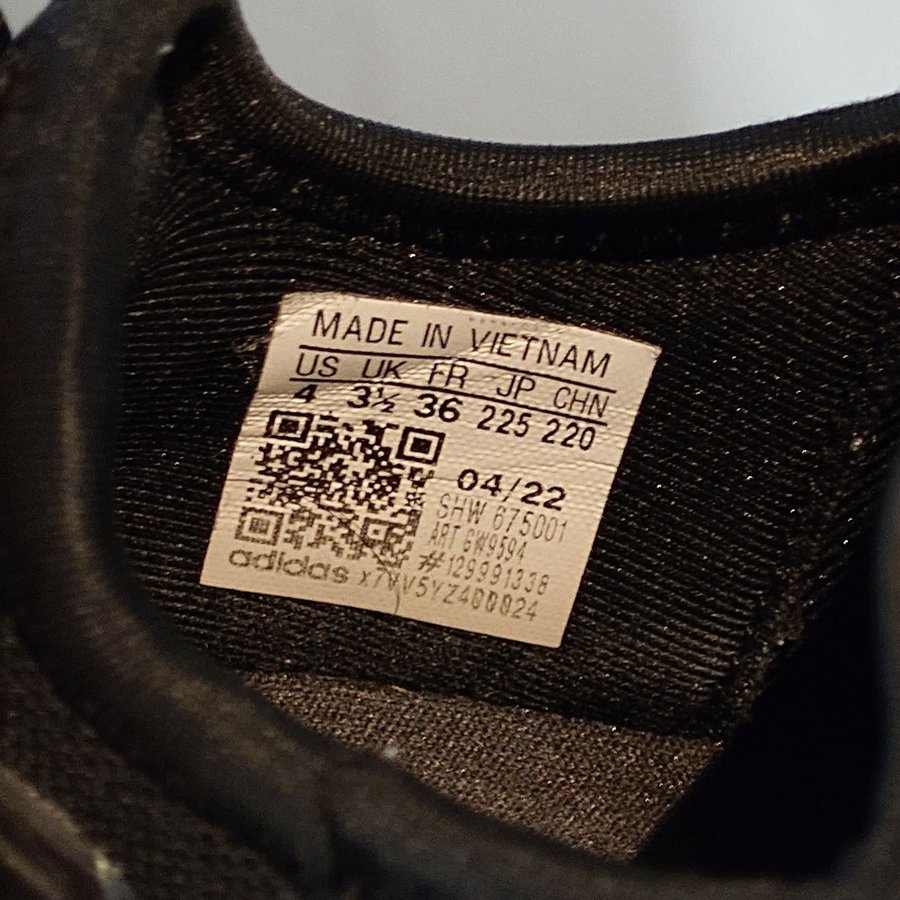 MADE IN VIETNAM
US UK FR JP CHN
4 3½ 36 225 220
04/22
SHW 675001
ART GW9594
#129991338
adidas x/VV5YZ400024